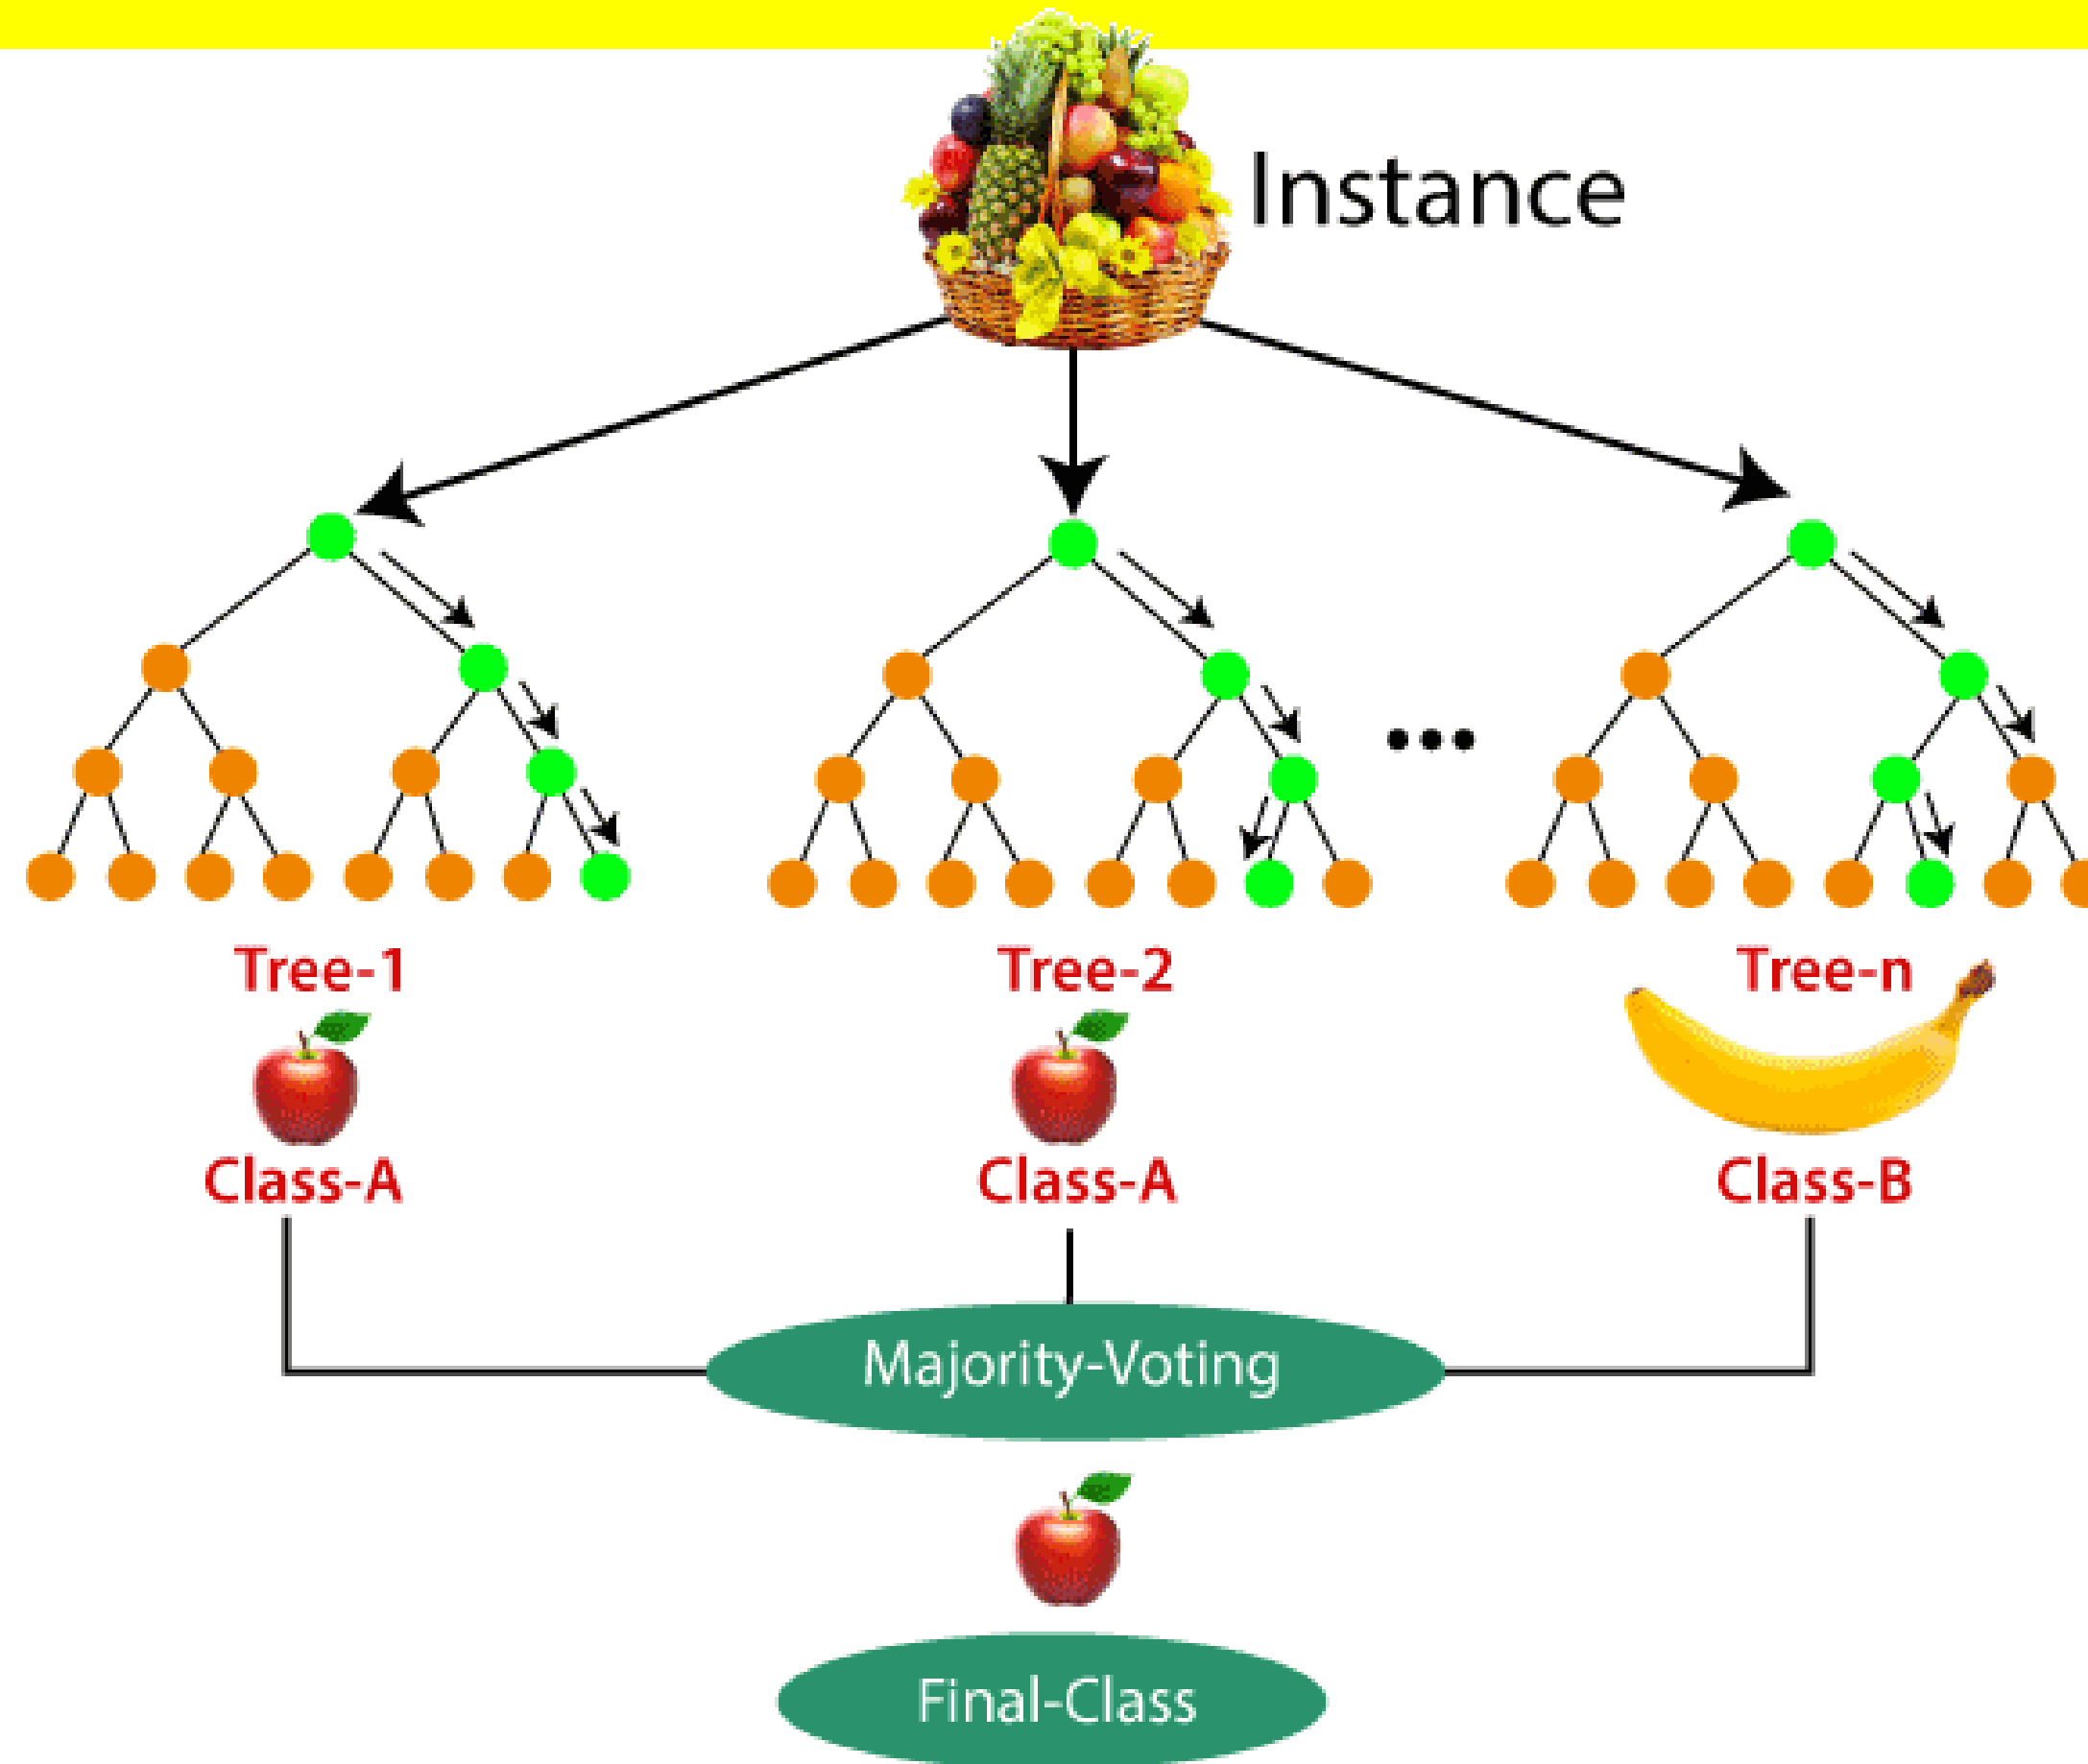 Instance
Tree-1
Tree-2
Tree-n
Class-A
Class-A
Class-B
Majority-Voting
Final-Class